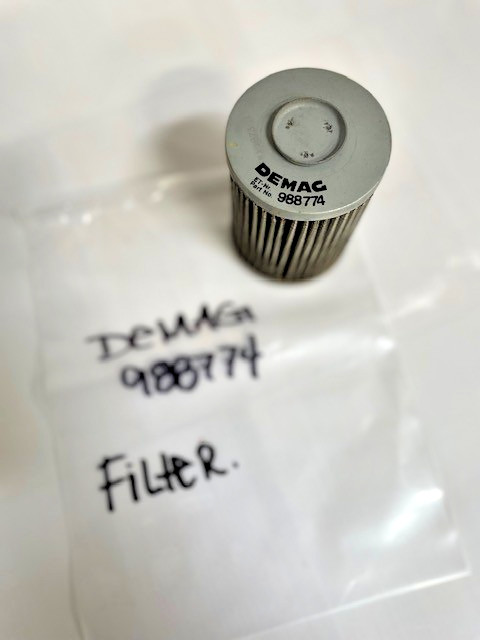 DEMAG
ET-Nr.
Part No. 988774
DEMAG
988774
FILteR.